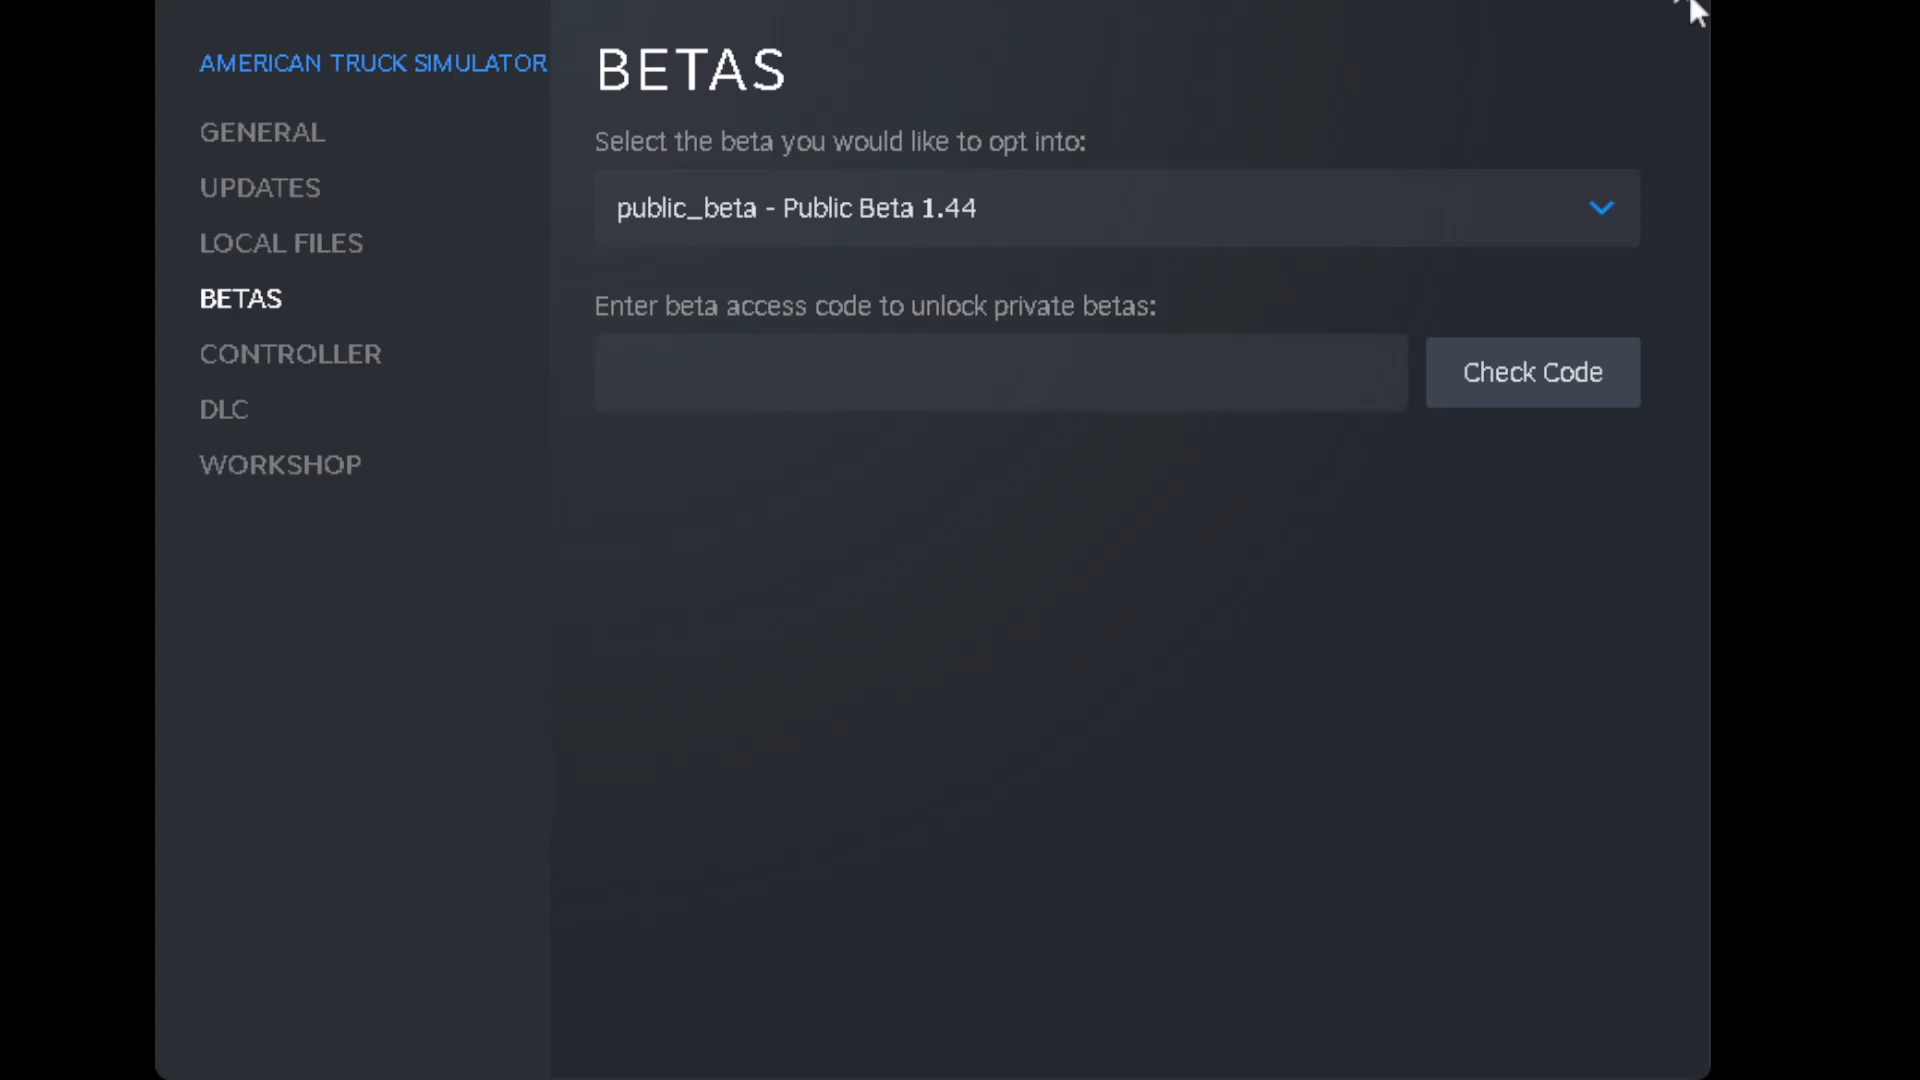 AMERICAN TRUCK SIMULATOR
GENERAL
UPDATES
LOCAL FILES
BETAS
CONTROLLER
DLC
WORKSHOP
BETAS
Select the beta you would like to opt into:
public_beta - Public Beta 1.44
Enter beta access code to unlock private betas:
Check Code